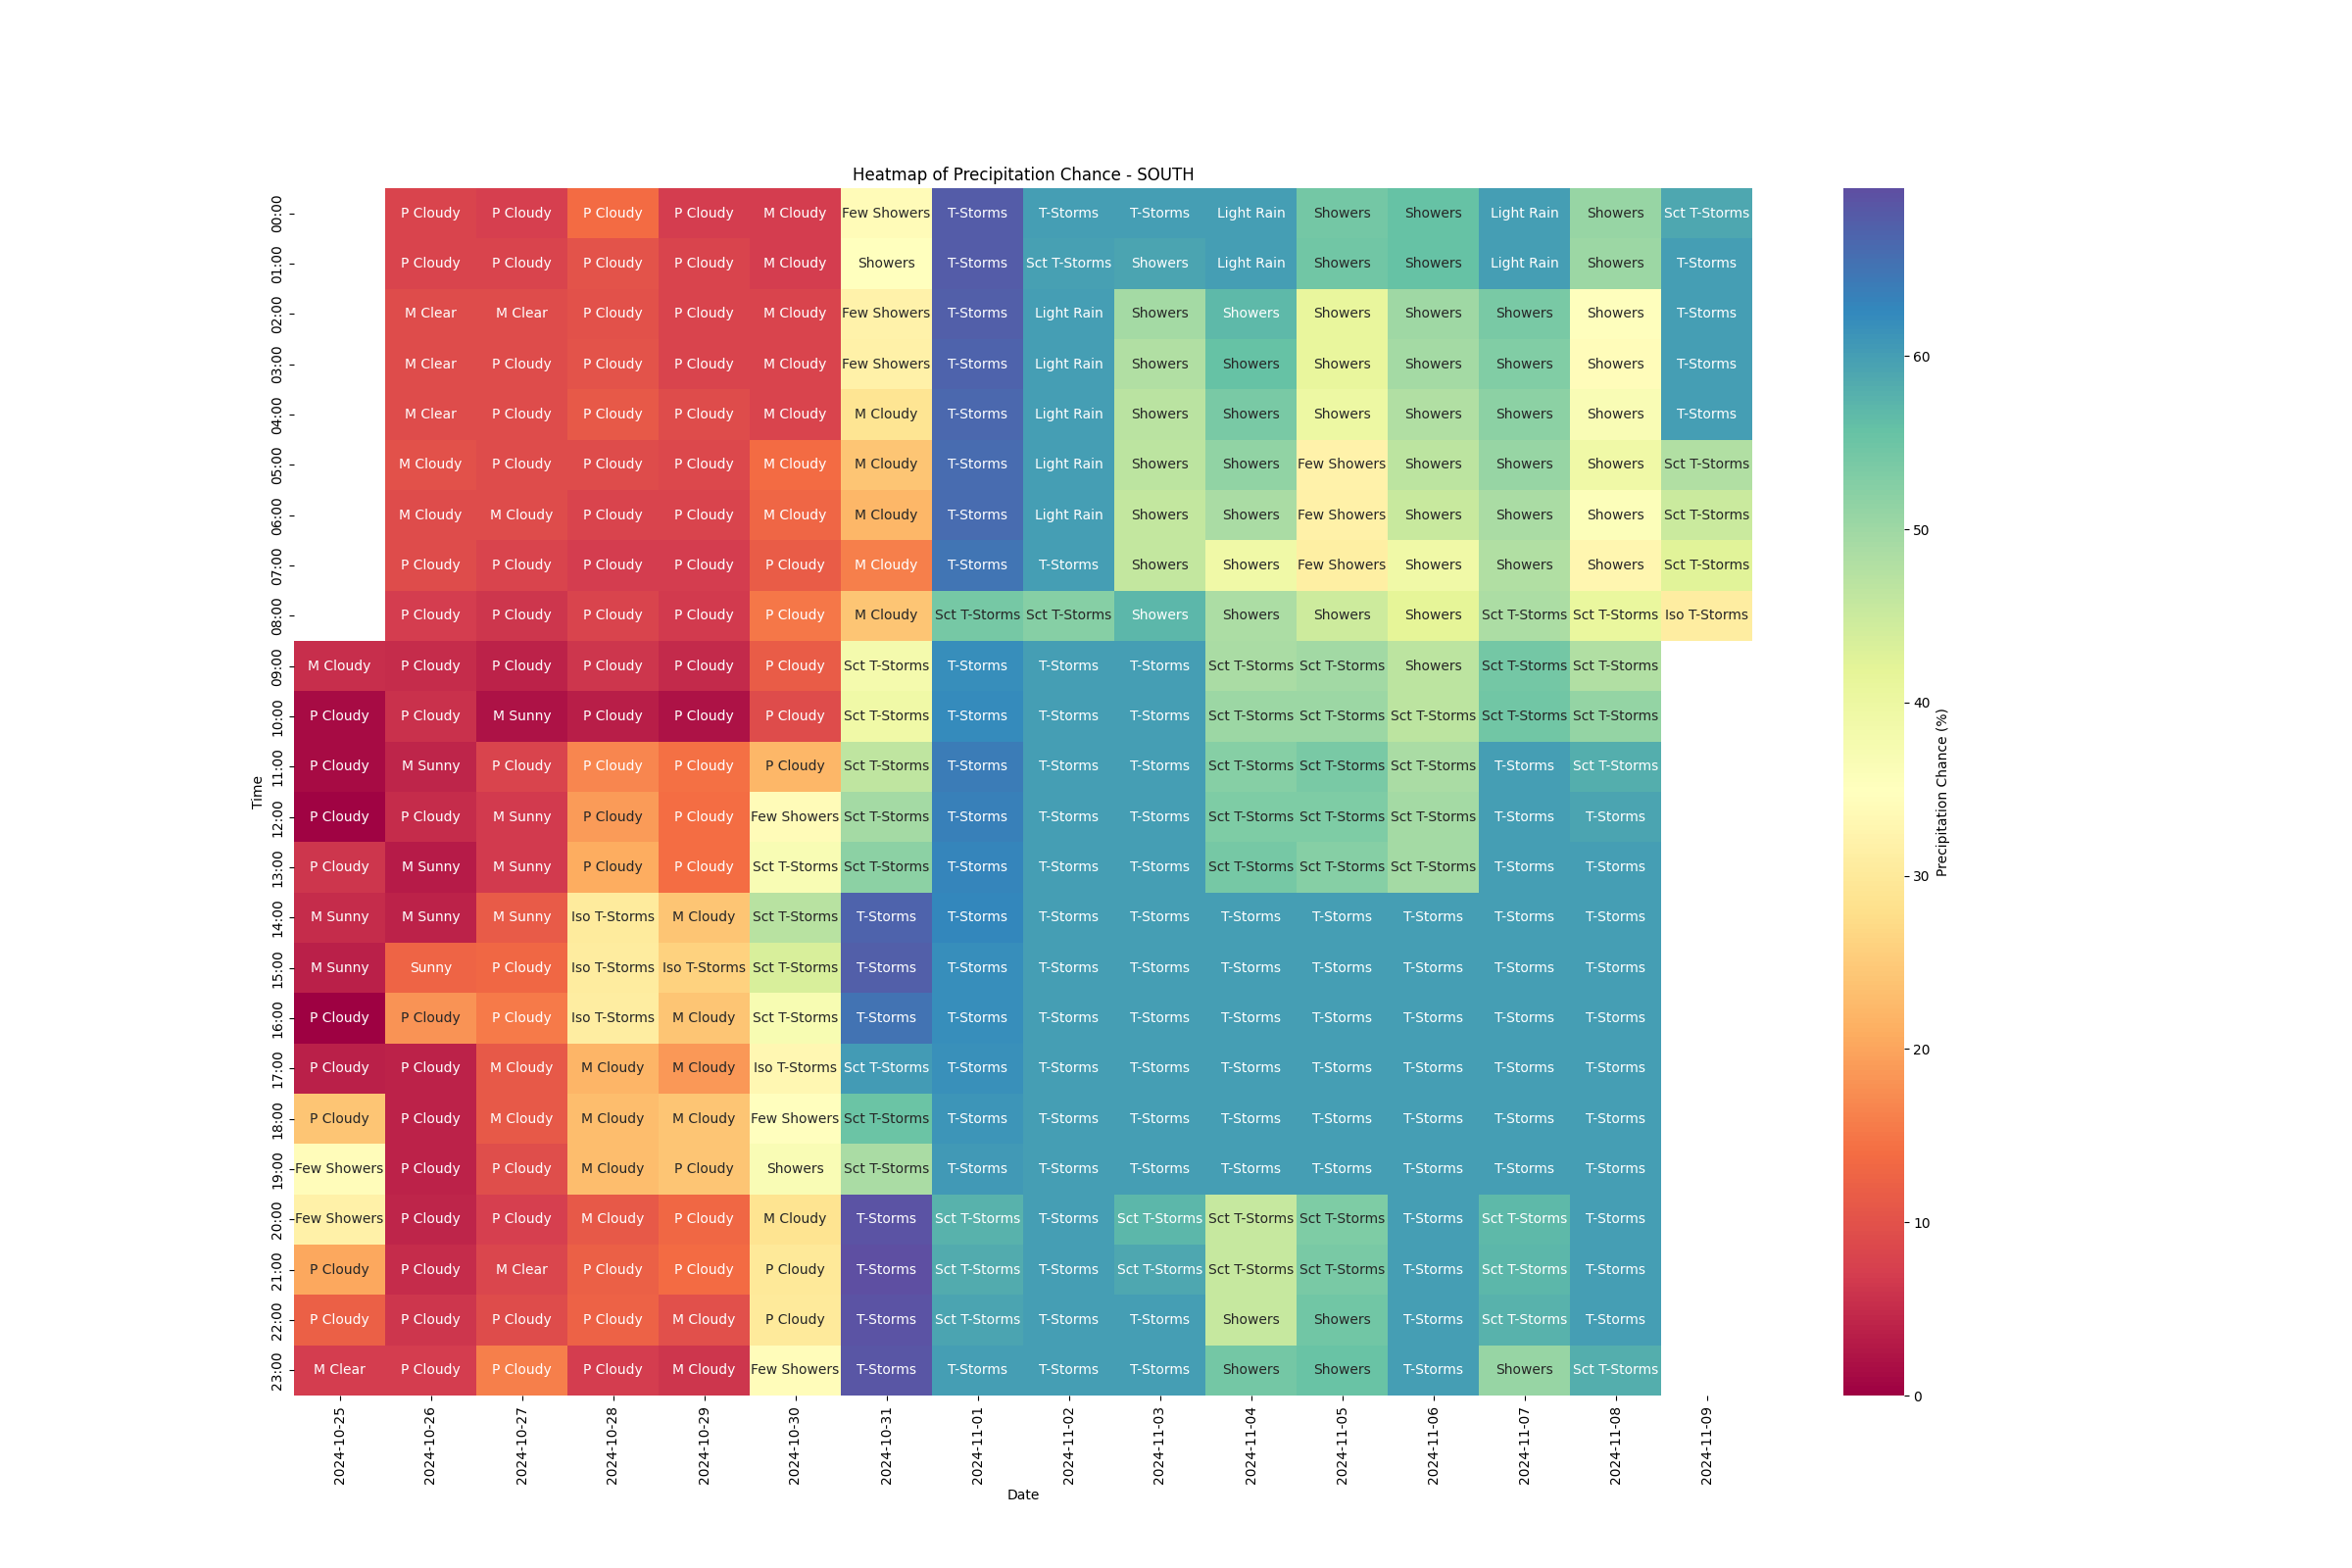 Heatmap of Precipitation Chance - SOUTH
00:00 P Cloudy P Cloudy P Cloudy P Cloudy M Cloudy Few Showers T-Storms T-Storms T-Storms Light Rain Showers Showers Light Rain Showers Sct T-Storms
01:00 P Cloudy P Cloudy P Cloudy P Cloudy M Cloudy Showers T-Storms Sct T-Storms Showers Light Rain Showers Showers Light Rain Showers T-Storms
02:00 M Clear M Clear P Cloudy P Cloudy M Cloudy Few Showers T-Storms Light Rain Showers Showers Showers Showers Showers Showers T-Storms
03:00 M Clear P Cloudy P Cloudy P Cloudy M Cloudy Few Showers T-Storms Light Rain Showers Showers Showers Showers Showers Showers T-Storms
04:00 M Clear P Cloudy P Cloudy P Cloudy M Cloudy M Cloudy T-Storms Light Rain Showers Showers Showers Showers Showers Showers T-Storms
05:00 M Cloudy P Cloudy P Cloudy P Cloudy M Cloudy M Cloudy T-Storms Light Rain Showers Showers Few Showers Showers Showers Showers Sct T-Storms
06:00 M Cloudy M Cloudy P Cloudy P Cloudy M Cloudy M Cloudy T-Storms Light Rain Showers Showers Few Showers Showers Showers Showers Sct T-Storms
07:00 P Cloudy P Cloudy P Cloudy P Cloudy P Cloudy M Cloudy T-Storms T-Storms Showers Showers Few Showers Showers Showers Showers Sct T-Storms
08:00 P Cloudy P Cloudy P Cloudy P Cloudy P Cloudy M Cloudy Sct T-Storms Sct T-Storms Showers Showers Showers Showers Sct T-Storms Sct T-Storms Iso T-Storms
09:00 M Cloudy P Cloudy P Cloudy P Cloudy P Cloudy P Cloudy Sct T-Storms T-Storms T-Storms T-Storms Sct T-Storms Sct T-Storms Showers Sct T-Storms Sct T-Storms
10:00 P Cloudy P Cloudy M Sunny P Cloudy P Cloudy P Cloudy Sct T-Storms T-Storms T-Storms T-Storms Sct T-Storms Sct T-Storms Sct T-Storms Sct T-Storms Sct T-Storms
11:00 P Cloudy M Sunny P Cloudy P Cloudy P Cloudy P Cloudy Sct T-Storms T-Storms T-Storms T-Storms Sct T-Storms Sct T-Storms Sct T-Storms T-Storms Sct T-Storms
12:00 P Cloudy P Cloudy M Sunny P Cloudy P Cloudy Few Showers Sct T-Storms T-Storms T-Storms T-Storms Sct T-Storms Sct T-Storms Sct T-Storms T-Storms T-Storms
13:00 P Cloudy M Sunny M Sunny P Cloudy P Cloudy Sct T-Storms Sct T-Storms T-Storms T-Storms T-Storms Sct T-Storms Sct T-Storms Sct T-Storms T-Storms T-Storms
14:00 M Sunny M Sunny M Sunny Iso T-Storms M Cloudy Sct T-Storms T-Storms T-Storms T-Storms T-Storms T-Storms T-Storms T-Storms T-Storms T-Storms
15:00 M Sunny Sunny P Cloudy Iso T-Storms Iso T-Storms Sct T-Storms T-Storms T-Storms T-Storms T-Storms T-Storms T-Storms T-Storms T-Storms T-Storms
16:00 P Cloudy P Cloudy P Cloudy Iso T-Storms M Cloudy Sct T-Storms T-Storms T-Storms T-Storms T-Storms T-Storms T-Storms T-Storms T-Storms T-Storms
17:00 P Cloudy P Cloudy M Cloudy M Cloudy M Cloudy Iso T-Storms Sct T-Storms T-Storms T-Storms T-Storms T-Storms T-Storms T-Storms T-Storms T-Storms
18:00 P Cloudy P Cloudy M Cloudy M Cloudy M Cloudy Few Showers Sct T-Storms T-Storms T-Storms T-Storms T-Storms T-Storms T-Storms T-Storms T-Storms
19:00 Few Showers P Cloudy P Cloudy M Cloudy P Cloudy Showers Sct T-Storms T-Storms T-Storms T-Storms T-Storms T-Storms T-Storms T-Storms T-Storms
20:00 Few Showers P Cloudy P Cloudy M Cloudy P Cloudy M Cloudy T-Storms Sct T-Storms T-Storms Sct T-Storms Sct T-Storms Sct T-Storms T-Storms Sct T-Storms T-Storms
21:00 P Cloudy P Cloudy M Clear P Cloudy P Cloudy P Cloudy T-Storms Sct T-Storms T-Storms Sct T-Storms Sct T-Storms Sct T-Storms T-Storms Sct T-Storms T-Storms
22:00 P Cloudy P Cloudy P Cloudy P Cloudy M Cloudy P Cloudy T-Storms Sct T-Storms T-Storms T-Storms Showers Showers T-Storms Sct T-Storms T-Storms
23:00 M Clear P Cloudy P Cloudy P Cloudy M Cloudy Few Showers T-Storms T-Storms T-Storms T-Storms Showers Showers T-Storms Showers Sct T-Storms
Time
2024-10-25 2024-10-26 2024-10-27 2024-10-28 2024-10-29 2024-10-30 2024-10-31 2024-11-01 2024-11-02 2024-11-03 2024-11-04 2024-11-05 2024-11-06 2024-11-07 2024-11-08 2024-11-09
Date
60
50
40
30
20
10
0
Precipitation Chance (%)